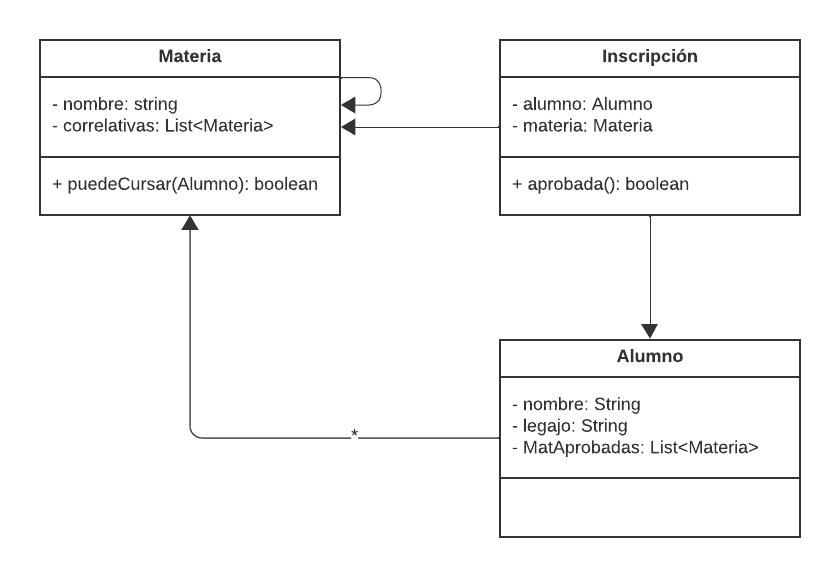 Materia
- nombre: string
- correlativas: List<Materia>
+ puedeCursar(Alumno): boolean
Inscripción
- alumno: Alumno
- materia: Materia
+ aprobada(): boolean
*
Alumno
- nombre: String
- legajo: String
- MatAprobadas: List<Materia>